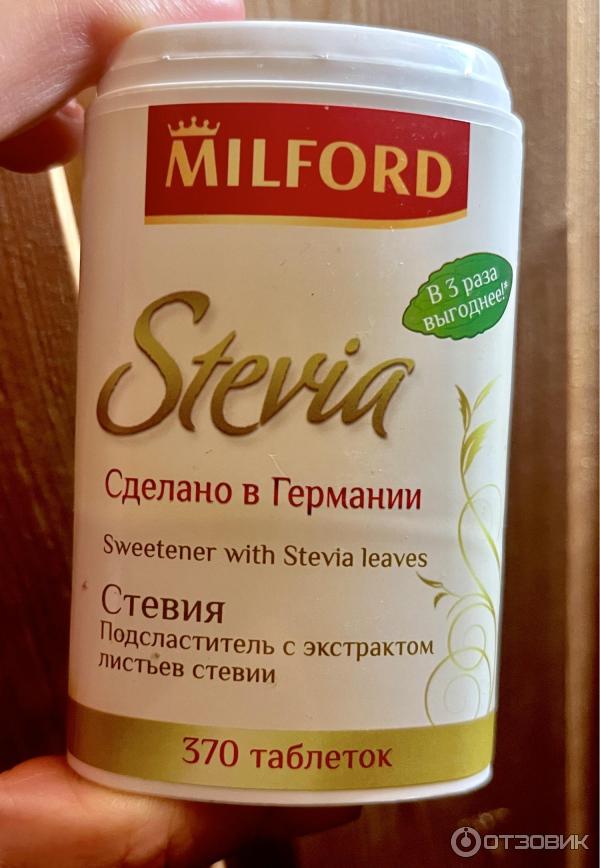 MILFORD
В 3 раза
выгоднее!*
Stevia
Сделано в Германии
Sweetener with Stevia leaves
Стевия
Подсластитель с экстрактом
листьев стевии
370 таблеток
ОТЗОВИК